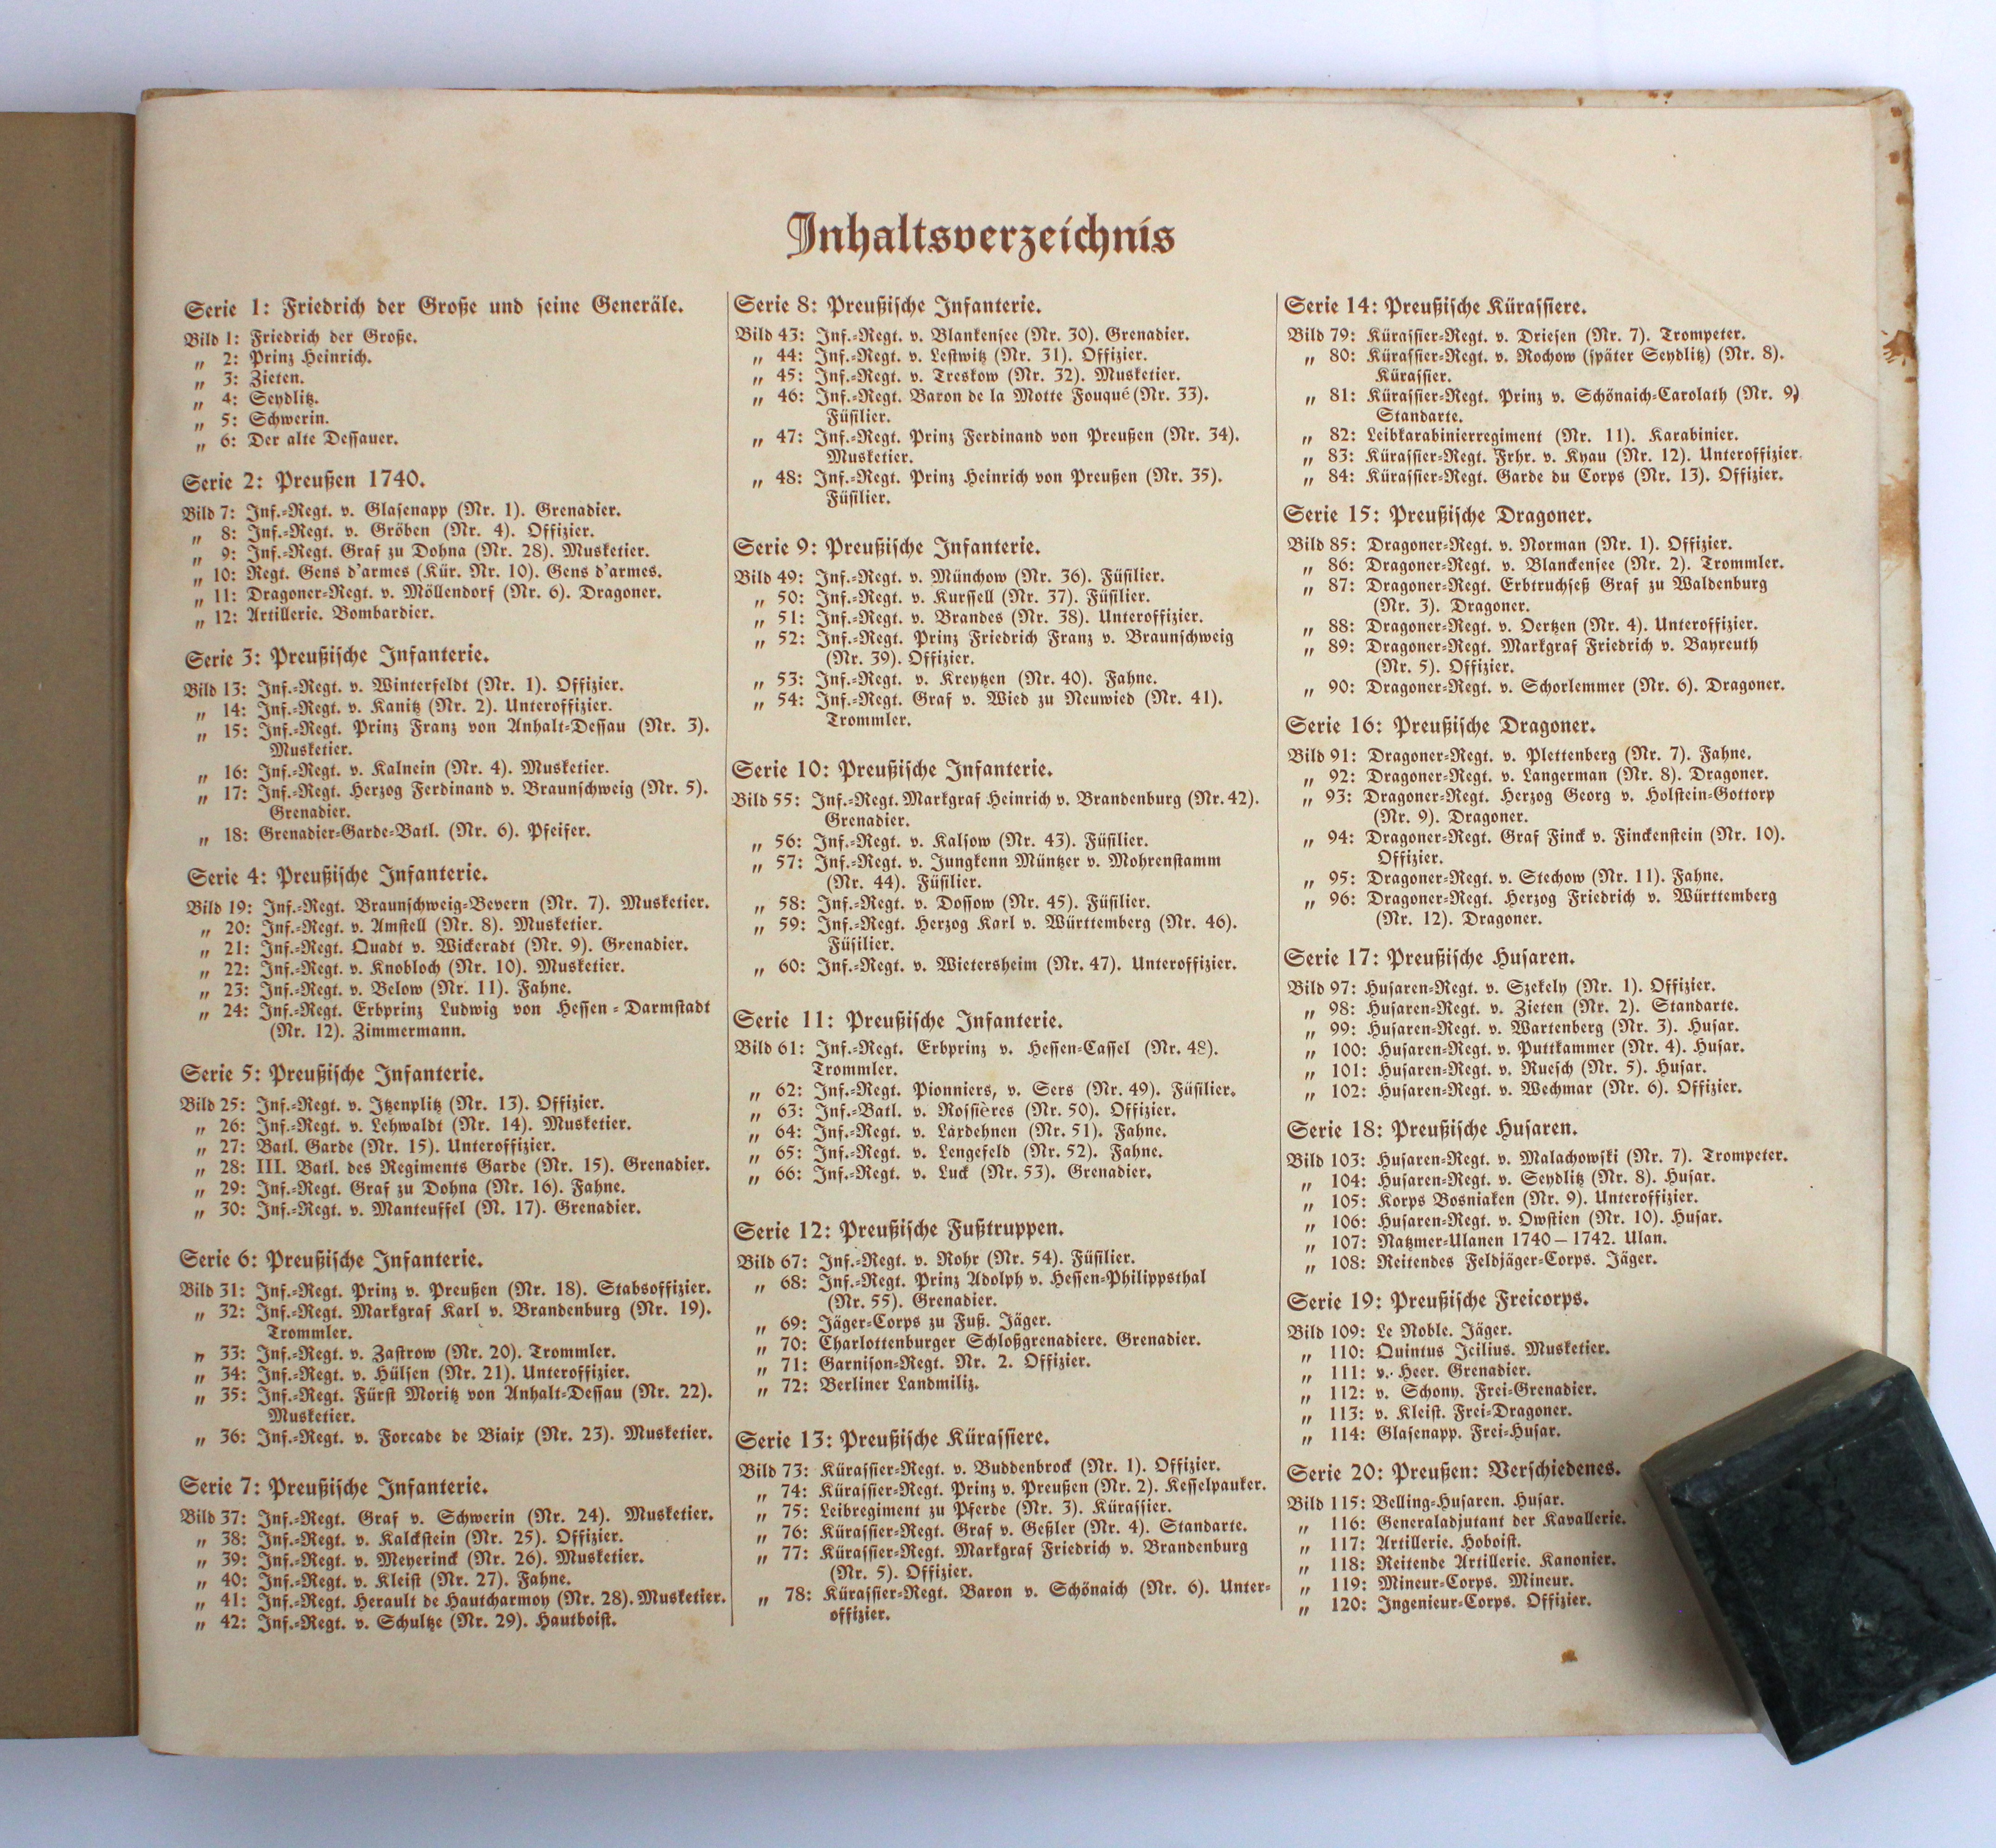 Inhaltsverzeichnis
Serie 1: Friedrich der Große und seine Generäle.
Bild 1: Friedrich der Große.
„ 2: Prinz Heinrich.
„ 3: Zieten.
„ 4: Seydlitz.
„ 5: Schwerin.
„ 6: Der alte Dessauer.
Serie 2: Preußen 1740.
Bild 7: Inf.-Regt. v. Glasenapp (Nr. 1). Grenadier.
„ 8: Inf.-Regt. v. Gröben (Nr. 4). Offizier.
„ 9: Inf.-Regt. Graf zu Dohna (Nr. 28). Musketier.
„ 10: Regt. Gens d'armes (Kür. Nr. 10). Gens d'armes.
„ 11: Dragoner-Regt. v. Möllendorf (Nr. 6). Dragoner.
„ 12: Artillerie. Bombardier.
Serie 3: Preußische Infanterie.
Bild 13: Inf.-Regt. v. Winterfeldt (Nr. 1). Offizier.
„ 14: Inf.-Regt. v. Kanitz (Nr. 2). Unteroffizier.
„ 15: Inf.-Regt. Prinz Franz von Anhalt-Dessau (Nr. 3).
Musketier.
„ 16: Inf.-Regt. v. Kalnein (Nr. 4). Musketier.
„ 17: Inf.-Regt. Herzog Ferdinand v. Braunschweig (Nr. 5).
Grenadier.
„ 18: Grenadier-Garde-Batl. (Nr. 6). Pfeifer.
Serie 4: Preußische Infanterie.
Bild 19: Inf.-Regt. Braunschweig-Bevern (Nr. 7). Musketier.
„ 20: Inf.-Regt. v. Amstell (Nr. 8). Musketier.
„ 21: Inf.-Regt. Quadt v. Wickeradt (Nr. 9). Grenadier.
„ 22: Inf.-Regt. v. Knobloch (Nr. 10). Musketier.
„ 23: Inf.-Regt. v. Below (Nr. 11). Fahne.
„ 24: Inf.-Regt. Erbprinz Ludwig von Hessen-Darmstadt
(Nr. 12). Zimmermann.
Serie 5: Preußische Infanterie.
Bild 25: Inf.-Regt. v. Itzenplitz (Nr. 13). Offizier.
„ 26: Inf.-Regt. v. Lehwaldt (Nr. 14). Musketier.
„ 27: Batl. Garde (Nr. 15). Unteroffizier.
„ 28: III. Batl. des Regiments Garde (Nr. 15). Grenadier.
„ 29: Inf.-Regt. Graf zu Dohna (Nr. 16). Fahne.
„ 30: Inf.-Regt. v. Manteuffel (N. 17). Grenadier.
Serie 6: Preußische Infanterie.
Bild 31: Inf.-Regt. Prinz v. Preußen (Nr. 18). Stabsoffizier.
„ 32: Inf.-Regt. Markgraf Karl v. Brandenburg (Nr. 19).
Trommler.
„ 33: Inf.-Regt. v. Zastrow (Nr. 20). Trommler.
„ 34: Inf.-Regt. v. Hülsen (Nr. 21). Unteroffizier.
„ 35: Inf.-Regt. Fürst Moritz von Anhalt-Dessau (Nr. 22).
Musketier.
„ 36: Inf.-Regt. v. Forcade de Biaix (Nr. 23). Musketier.
Serie 7: Preußische Infanterie.
Bild 37: Inf.-Regt. Graf v. Schwerin (Nr. 24). Musketier.
„ 38: Inf.-Regt. v. Kalckstein (Nr. 25). Offizier.
„ 39: Inf.-Regt. v. Meyerinck (Nr. 26). Musketier.
„ 40: Inf.-Regt. v. Kleist (Nr. 27). Fahne.
„ 41: Inf.-Regt. Herault de Hautcharmoy (Nr. 28). Musketier.
„ 42: Inf.-Regt. v. Schultze (Nr. 29). Hautboist.
Serie 8: Preußische Infanterie.
Bild 43: Inf.-Regt. v. Blankensee (Nr. 30). Grenadier.
„ 44: Inf.-Regt. v. Lestwitz (Nr. 31). Offizier.
„ 45: Inf.-Regt. v. Treskow (Nr. 32). Musketier.
„ 46: Inf.-Regt. Baron de la Motte Fouqué (Nr. 33).
Füsilier.
„ 47: Inf.-Regt. Prinz Ferdinand von Preußen (Nr. 34).
Musketier.
„ 48: Inf.-Regt. Prinz Heinrich von Preußen (Nr. 35).
Füsilier.
Serie 9: Preußische Infanterie.
Bild 49: Inf.-Regt. v. Münchow (Nr. 36). Füsilier.
„ 50: Inf.-Regt. v. Kurssell (Nr. 37). Füsilier.
„ 51: Inf.-Regt. v. Brandes (Nr. 38). Unteroffizier.
„ 52: Inf.-Regt. Prinz Friedrich Franz v. Braunschweig
(Nr. 39). Offizier.
„ 53: Inf.-Regt. v. Kreytzen (Nr. 40). Fahne.
„ 54: Inf.-Regt. Graf v. Wied zu Neuwied (Nr. 41).
Trommler.
Serie 10: Preußische Infanterie.
Bild 55: Inf.-Regt. Markgraf Heinrich v. Brandenburg (Nr. 42).
Grenadier.
„ 56: Inf.-Regt. v. Kalsow (Nr. 43). Füsilier.
„ 57: Inf.-Regt. v. Jungkenn Müntzer v. Mohrenstamm
(Nr. 44). Füsilier.
„ 58: Inf.-Regt. v. Dossow (Nr. 45). Füsilier.
„ 59: Inf.-Regt. Herzog Karl v. Württemberg (Nr. 46).
Füsilier.
„ 60: Inf.-Regt. v. Wietersheim (Nr. 47). Unteroffizier.
Serie 11: Preußische Infanterie.
Bild 61: Inf.-Regt. Erbprinz v. Hessen-Cassel (Nr. 48).
Trommler.
„ 62: Inf.-Regt. Pionniers, v. Sers (Nr. 49). Füsilier.
„ 63: Inf.-Batl. v. Rossières (Nr. 50). Offizier.
„ 64: Inf.-Regt. v. Lardehnen (Nr. 51). Fahne.
„ 65: Inf.-Regt. v. Lengefeld (Nr. 52). Fahne.
„ 66: Inf.-Regt. v. Luck (Nr. 53). Grenadier.
Serie 12: Preußische Fußtruppen.
Bild 67: Inf.-Regt. v. Rohr (Nr. 54). Füsilier.
„ 68: Inf.-Regt. Prinz Adolph v. Hessen-Philippsthal
(Nr. 55). Grenadier.
„ 69: Jäger-Corps zu Fuß. Jäger.
„ 70: Charlottenburger Schloßgrenadiere. Grenadier.
„ 71: Garnison-Regt. Nr. 2. Offizier.
„ 72: Berliner Landmiliz.
Serie 13: Preußische Kürassiere.
Bild 73: Kürassier-Regt. v. Buddenbrock (Nr. 1). Offizier.
„ 74: Kürassier-Regt. Prinz v. Preußen (Nr. 2). Kesselpauker.
„ 75: Leibregiment zu Pferde (Nr. 3). Kürassier.
„ 76: Kürassier-Regt. Graf v. Geßler (Nr. 4). Standarte.
„ 77: Kürassier-Regt. Markgraf Friedrich v. Brandenburg
(Nr. 5). Offizier.
„ 78: Kürassier-Regt. Baron v. Schönaich (Nr. 6). Unter-
offizier.
Serie 14: Preußische Kürassiere.
Bild 79: Kürassier-Regt. v. Driesen (Nr. 7). Trompeter.
„ 80: Kürassier-Regt. v. Rochow (später Seydlitz) (Nr. 8).
Kürassier.
„ 81: Kürassier-Regt. Prinz v. Schönaich-Carolath (Nr. 9)
Standarte.
„ 82: Leibkarabinierregiment (Nr. 11). Karabinier.
„ 83: Kürassier-Regt. Frhr. v. Kyau (Nr. 12). Unteroffizier.
„ 84: Kürassier-Regt. Garde du Corps (Nr. 13). Offizier.
Serie 15: Preußische Dragoner.
Bild 85: Dragoner-Regt. v. Norman (Nr. 1). Offizier.
„ 86: Dragoner-Regt. v. Blanckensee (Nr. 2). Trommler.
„ 87: Dragoner-Regt. Erbtruchseß Graf zu Waldenburg
(Nr. 3). Dragoner.
„ 88: Dragoner-Regt. v. Oertzen (Nr. 4). Unteroffizier.
„ 89: Dragoner-Regt. Markgraf Friedrich v. Bayreuth
(Nr. 5). Offizier.
„ 90: Dragoner-Regt. v. Schorlemmer (Nr. 6). Dragoner.
Serie 16: Preußische Dragoner.
Bild 91: Dragoner-Regt. v. Plettenberg (Nr. 7). Fahne.
„ 92: Dragoner-Regt. v. Langerman (Nr. 8). Dragoner.
„ 93: Dragoner-Regt. Herzog Georg v. Holstein-Gottorp
(Nr. 9). Dragoner.
„ 94: Dragoner-Regt. Graf Finck v. Finckenstein (Nr. 10).
Offizier.
„ 95: Dragoner-Regt. v. Stechow (Nr. 11). Fahne.
„ 96: Dragoner-Regt. Herzog Friedrich v. Württemberg
(Nr. 12). Dragoner.
Serie 17: Preußische Husaren.
Bild 97: Husaren-Regt. v. Szekely (Nr. 1). Offizier.
„ 98: Husaren-Regt. v. Zieten (Nr. 2). Standarte.
„ 99: Husaren-Regt. v. Wartenberg (Nr. 3). Husar.
„ 100: Husaren-Regt. v. Puttkammer (Nr. 4). Husar.
„ 101: Husaren-Regt. v. Ruesch (Nr. 5). Husar.
„ 102: Husaren-Regt. v. Wechmar (Nr. 6). Offizier.
Serie 18: Preußische Husaren.
Bild 103: Husaren-Regt. v. Malachowski (Nr. 7). Trompeter.
„ 104: Husaren-Regt. v. Seydlitz (Nr. 8). Husar.
„ 105: Korps Bosniaken (Nr. 9). Unteroffizier.
„ 106: Husaren-Regt. v. Owstien (Nr. 10). Husar.
„ 107: Natzmer-Ulanen 1740–1742. Ulan.
„ 108: Reitendes Feldjäger-Corps. Jäger.
Serie 19: Preußische Freicorps.
Bild 109: Le Noble. Jäger.
„ 110: Quintus Icilius. Musketier.
„ 111: v. Heer. Grenadier.
„ 112: v. Schony. Frei-Grenadier.
„ 113: v. Kleist. Frei-Dragoner.
„ 114: Glasenapp. Frei-Husar.
Serie 20: Preußen: Verschiedenes.
Bild 115: Belling-Husaren. Husar.
„ 116: Generaladjutant der Kavallerie.
„ 117: Artillerie. Hoboist.
„ 118: Reitende Artillerie. Kanonier.
„ 119: Mineur-Corps. Mineur.
„ 120: Ingenieur-Corps. Offizier.